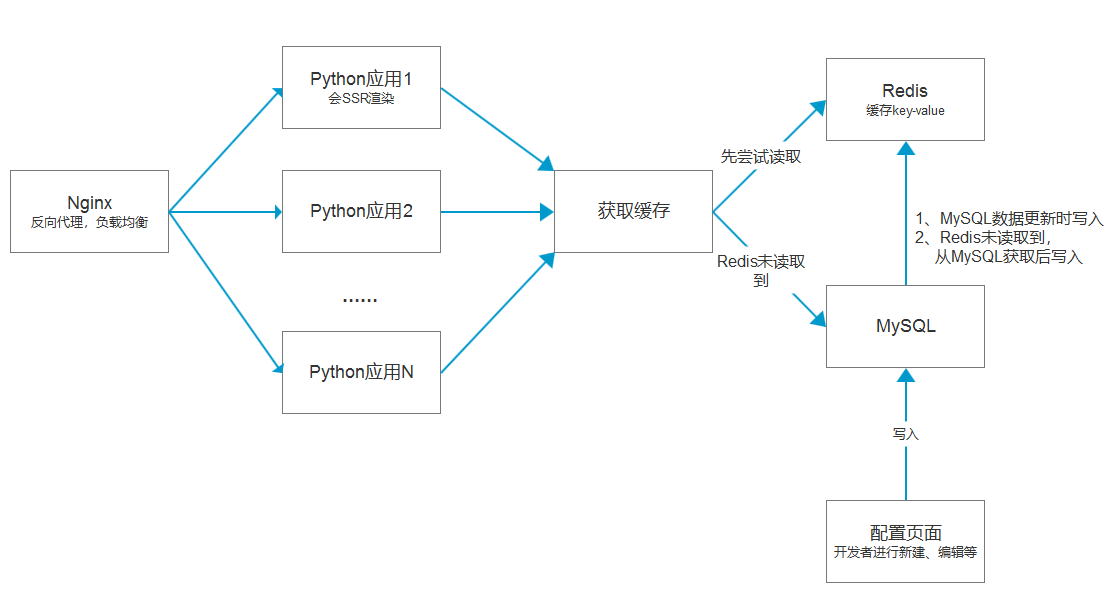 Nginx
反向代理，负载均衡
Python应用1
会SSR渲染
Python应用2
......
Python应用N
获取缓存
先尝试读取
Redis未读取
到
Redis
缓存key-value
1、MySQL数据更新时写入
2、Redis未读取到，
从MySQL获取后写入
MySQL
写入
配置页面
开发者进行新建、编辑等